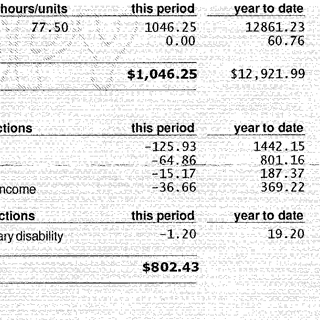 hours/units this period year to date
77.50 1046.25 12861.23
0.00 60.76
$1,046.25 $12,921.99
ctions this period year to date
-125.93 1442.15
-64.86 801.16
-15.17 187.37
ncome -36.66 369.22
ctions this period year to date
ary disability -1.20 19.20
$802.43